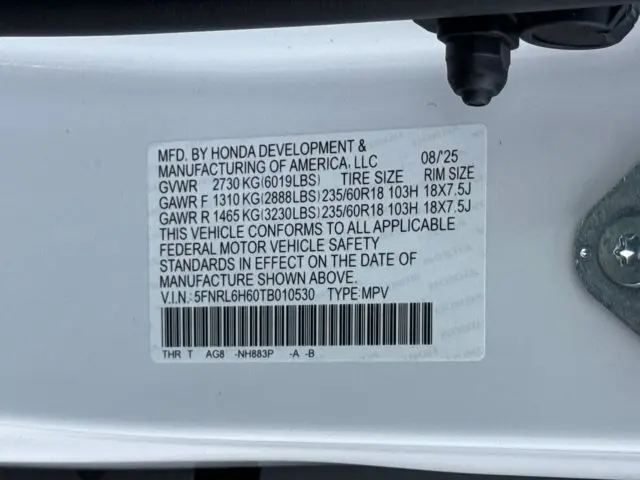 MFD. BY HONDA DEVELOPMENT &
MANUFACTURING OF AMERICA, LLC 08/'25
GVWR 2730 KG(6019LBS) TIRE SIZE RIM SIZE
GAWR F 1310 KG(2888LBS) 235/60R18 103H 18X7.5J
GAWR R 1465 KG(3230LBS) 235/60R18 103H 18X7.5J
THIS VEHICLE CONFORMS TO ALL APPLICABLE
FEDERAL MOTOR VEHICLE SAFETY
STANDARDS IN EFFECT ON THE DATE OF
MANUFACTURE SHOWN ABOVE.
V.I.N.: 5FNRL6H60TB010530 TYPE:MPV
THR T AG8 -NH883P -A -B